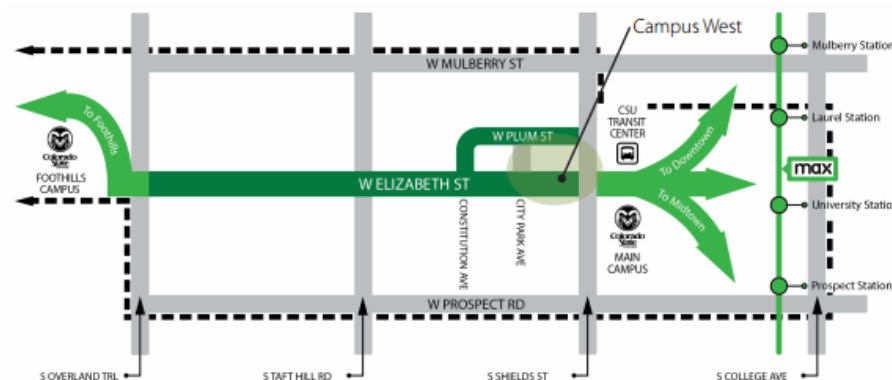 Campus West
W MULBERRY ST
Mulberry Station
To Foothills
CSU
TRANSIT
CENTER
To Downtown
Laurel Station
W PLUM ST
Colorado
State
FOOTHILLS
CAMPUS
W ELIZABETH ST
max
CONSTITUTION AVE
CITY PARK AVE
To Midtown
University Statio
Colorado
State
MAIN
CAMPUS
Prospect Station
W PROSPECT RD
S OVERLAND TRL
S TAFT HILL RD
S SHIELDS ST
S COLLEGE AVE